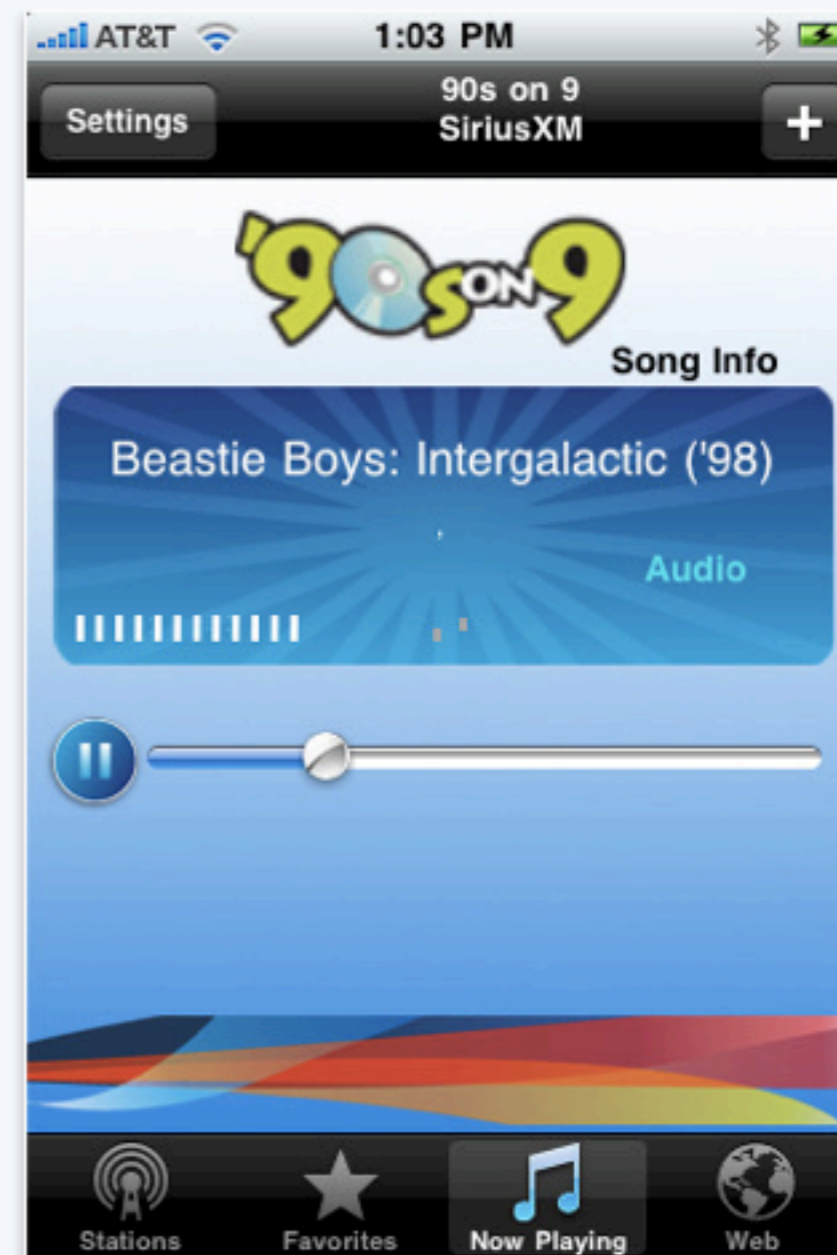 AT&T 1:03 PM
Settings
90s on 9
SiriusXM
+
'90s ON 9
Song Info
Beastie Boys: Intergalactic ('98)
Audio
Stations Favorites Now Playing Web